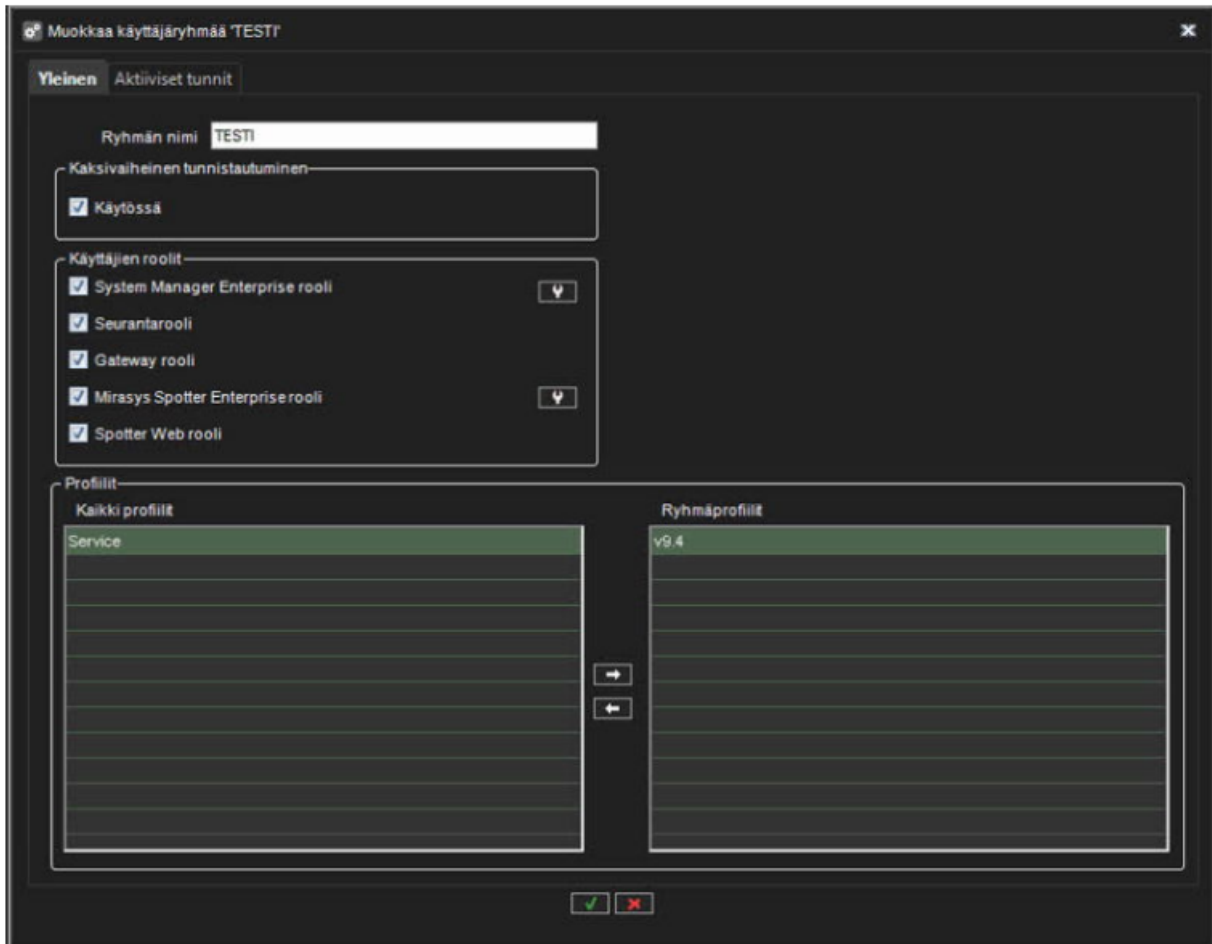 Muokkaa käyttäjäryhmää 'TESTI'
Yleinen Aktiiviset tunnit
Ryhmän nimi TESTI
Kaksivaiheinen tunnistautuminen
Käytössä
Käyttäjien roolit
System Manager Enterprise rooli
Seurantarooli
Gateway rooli
Mirasys Spotter Enterprise rooli
Spotter Web rooli
Profiilit
Kaikki profiilit Ryhmäprofiilit
Service v9.4